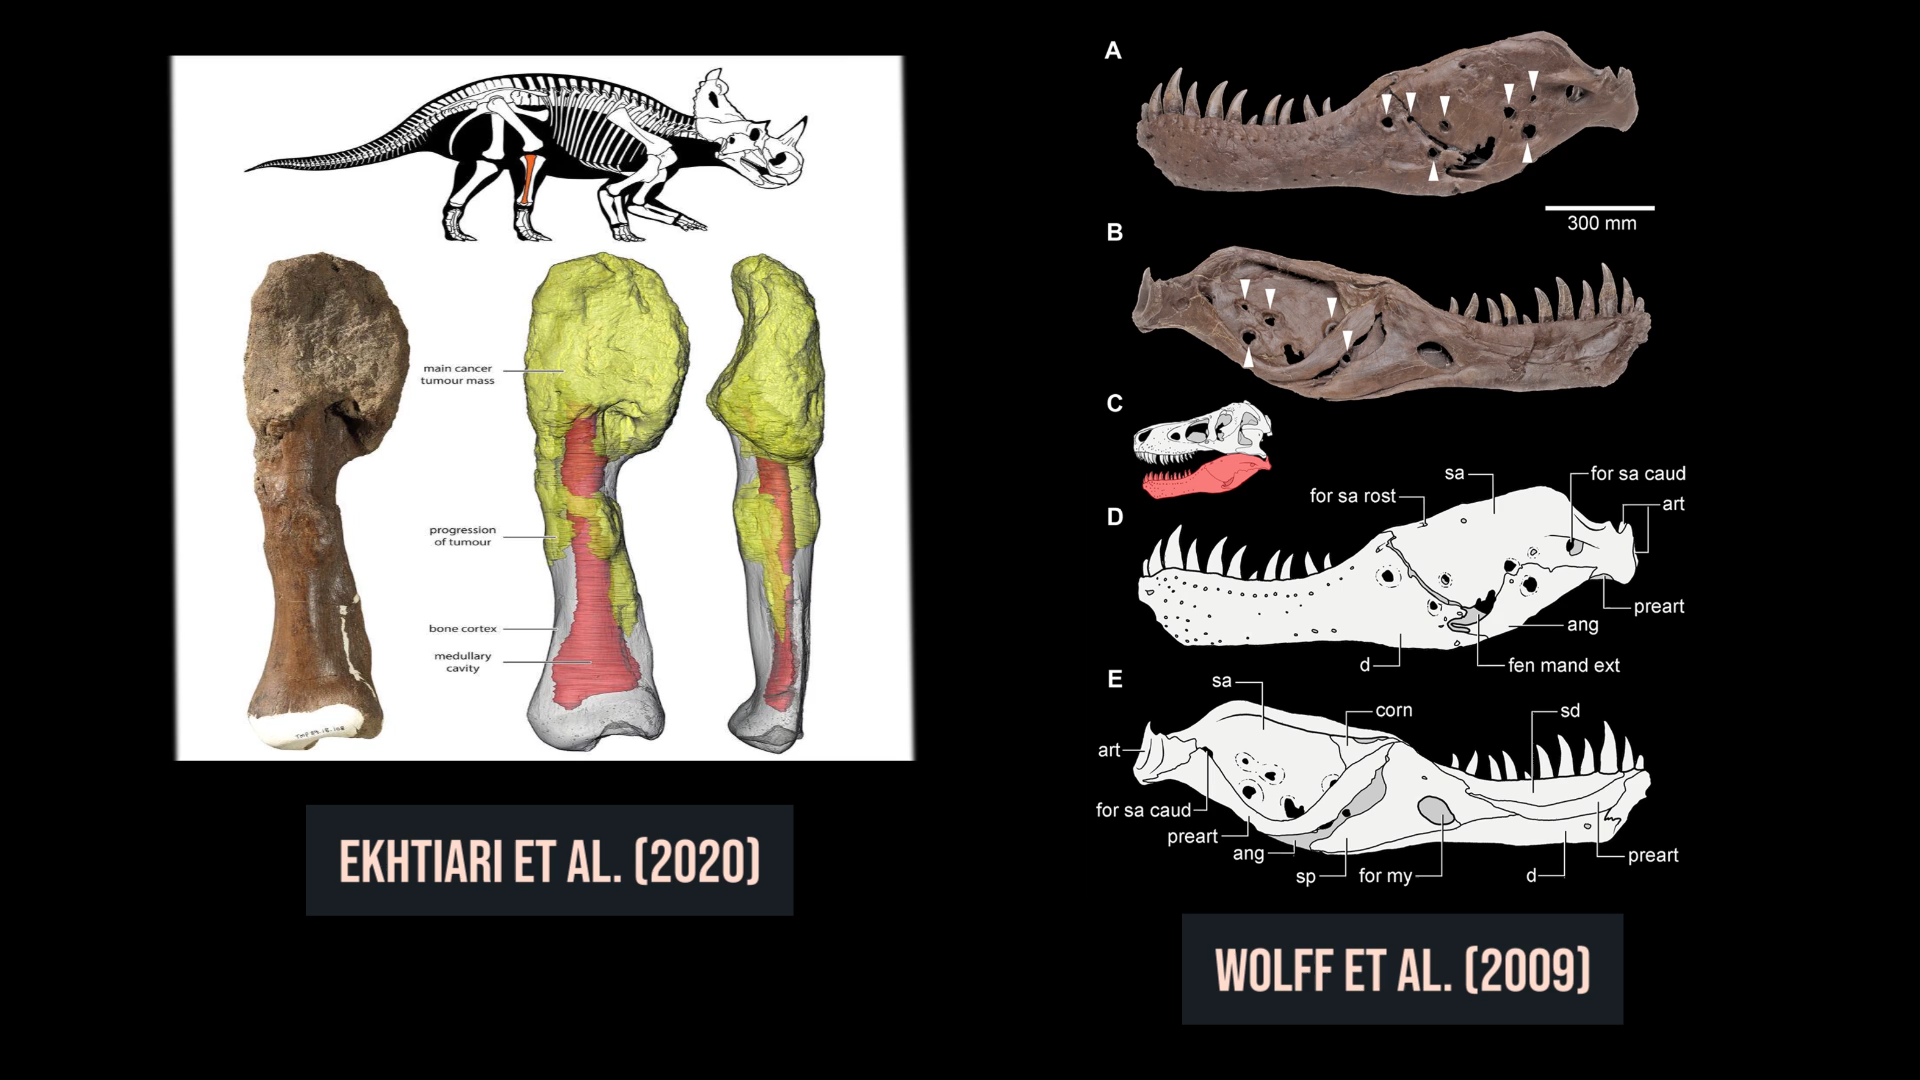 main cancer
tumour mass
progression
of tumour
bone cortex
medullary
cavity
EKHTIARI ET AL. (2020)
A
300 mm
B
C
sa
for sa caud
for sa rost
art
D
preart
ang
d
fen mand ext
E
sa
corn
sd
art
for sa caud
preart
ang
preart
sp
for my
d
WOLFF ET AL. (2009)